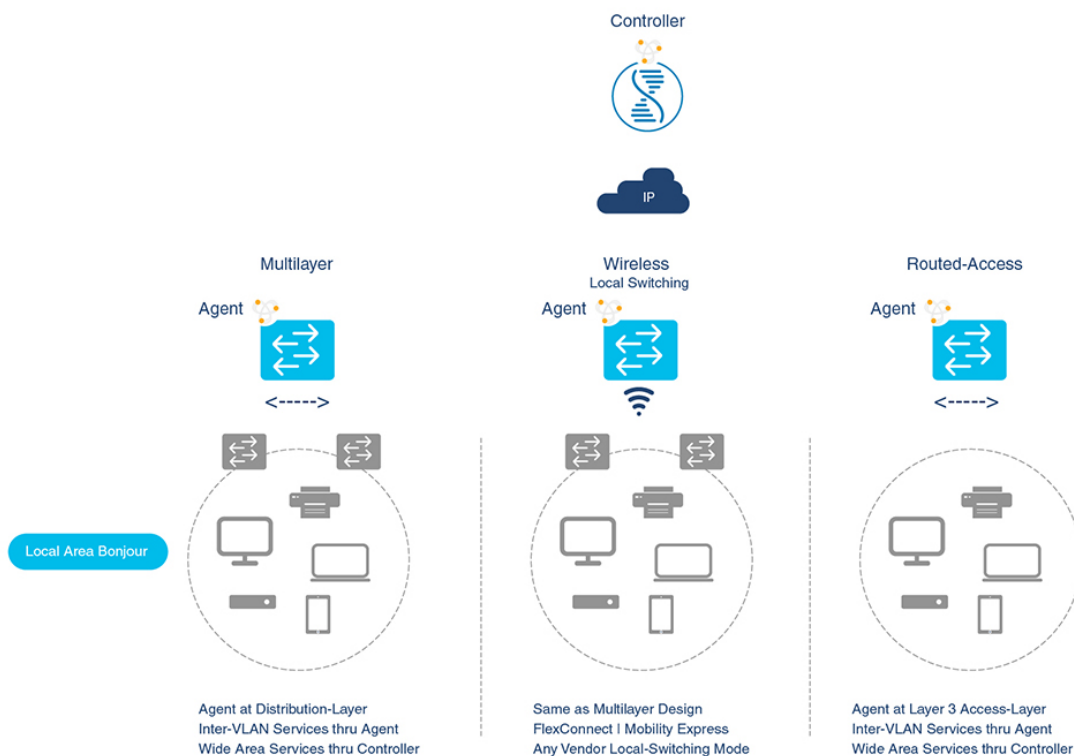 Controller
IP
Multilayer
Wireless
Local Switching
Routed-Access
Agent
Agent
Agent
<----->
<----->
Local Area Bonjour
Agent at Distribution-Layer
Inter-VLAN Services thru Agent
Wide Area Services thru Controller
Same as Multilayer Design
FlexConnect | Mobility Express
Any Vendor Local-Switching Mode
Agent at Layer 3 Access-Layer
Inter-VLAN Services thru Agent
Wide Area Services thru Controller